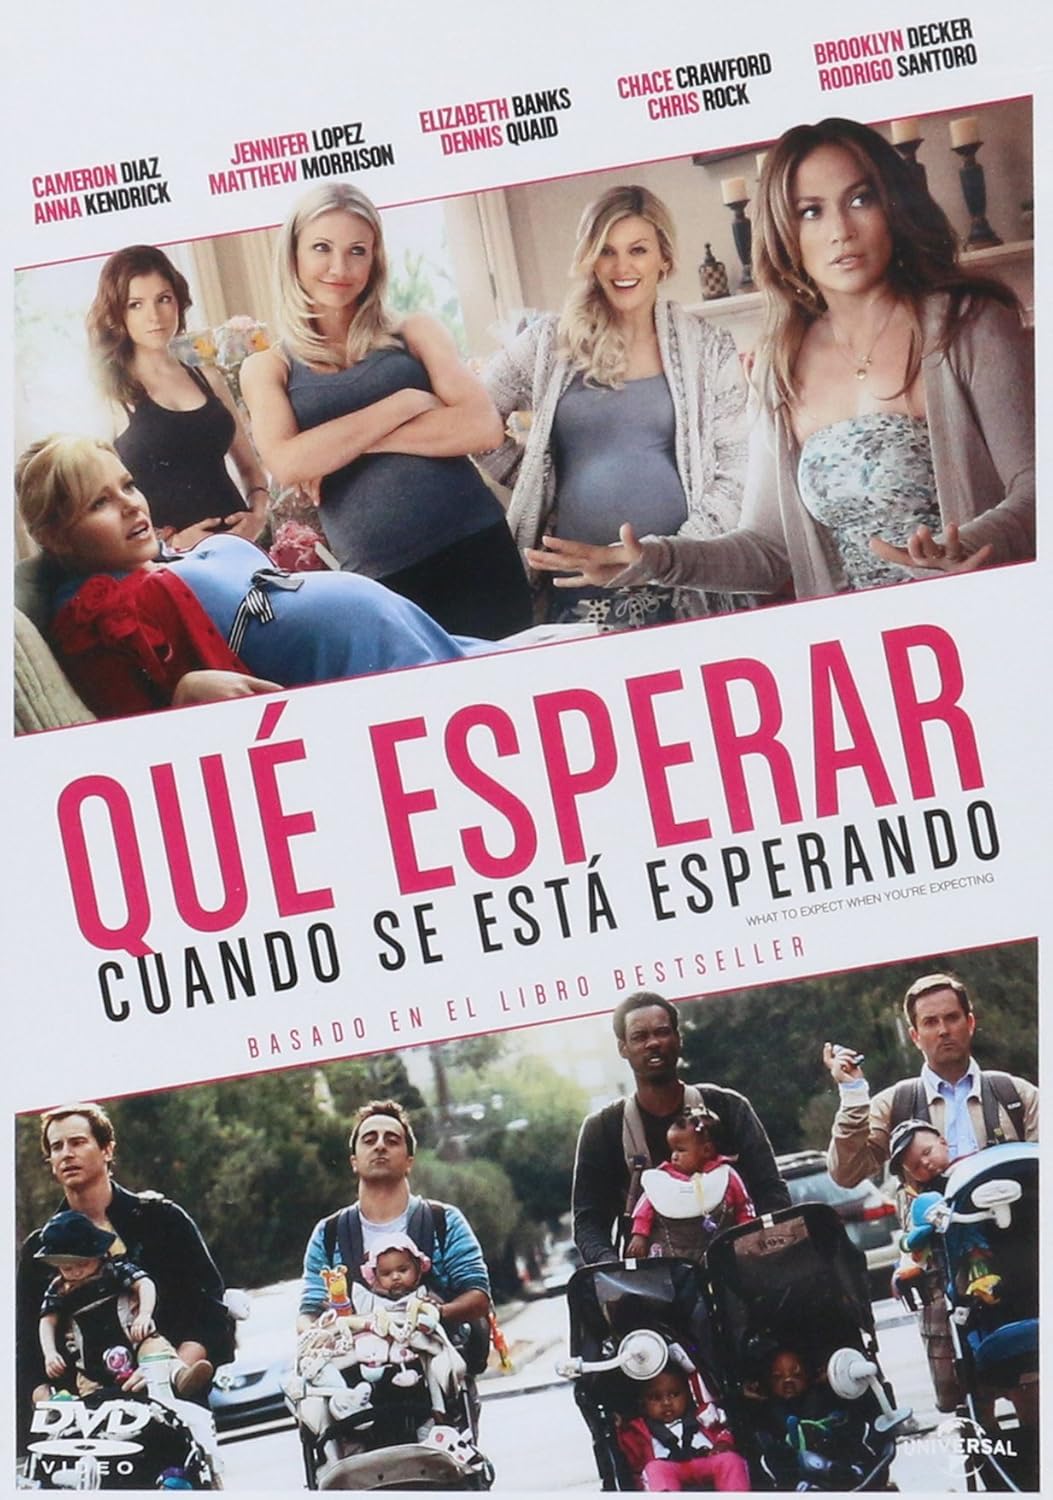 CAMERON DIAZ
ANNA KENDRICK
JENNIFER LOPEZ
MATTHEW MORRISON
ELIZABETH BANKS
DENNIS QUAID
CHACE CRAWFORD
CHRIS ROCK
BROOKLYN DECKER
RODRIGO SANTORO
QUÉ ESPERAR
CUANDO SE ESTÁ ESPERANDO
WHAT TO EXPECT WHEN YOU'RE EXPECTING
BASADO EN EL LIBRO BESTSELLER
DVD
VIDEO
UNIVERSAL